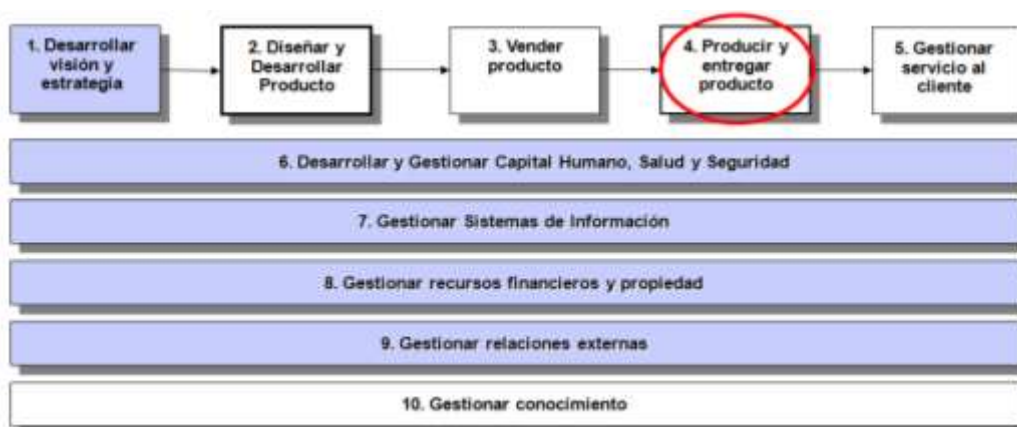 1. Desarrollar
visión y
estrategia
2. Diseñar y
Desarrollar
Producto
3. Vender
producto
4. Producir y
entregar
producto
5. Gestionar
servicio al
cliente
6. Desarrollar y Gestionar Capital Humano, Salud y Seguridad
7. Gestionar Sistemas de Información
8. Gestionar recursos financieros y propiedad
9. Gestionar relaciones externas
10. Gestionar conocimiento